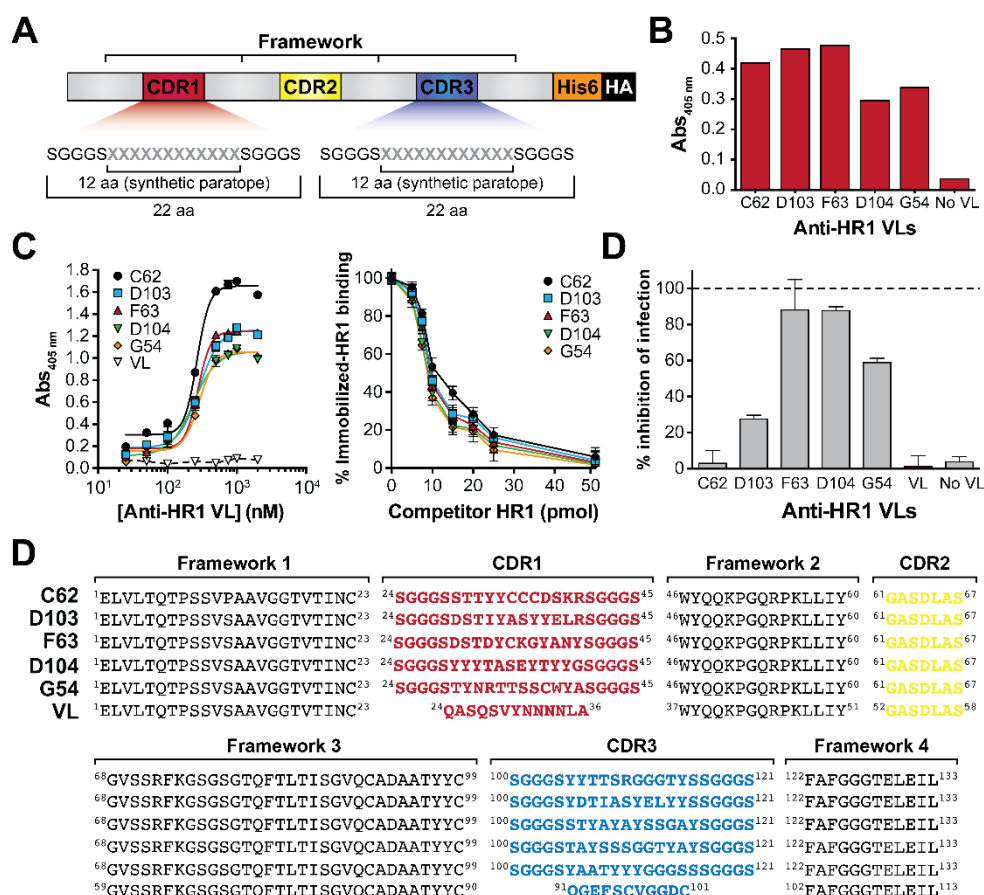 A
Framework
CDR1 CDR2 CDR3 His6 HA
SGGGSXXXXXXXXXXXXSGGGS SGGGSXXXXXXXXXXXXSGGGS
12 aa (synthetic paratope) 12 aa (synthetic paratope)
22 aa 22 aa
B
Abs405 nm
0.5
0.4
0.3
0.2
0.1
0.0
C62 D103 F63 D104 G54 No VL
Anti-HR1 VLs
C
Abs405 nm
1.8
1.6
1.4
1.2
1.0
0.8
0.6
0.4
0.2
0.0
C62
D103
F63
D104
G54
VL
10¹ 10² 10³ 10⁴
[Anti-HR1 VL] (nM)
% Immobilized-HR1 binding
100
80
60
40
20
0
C62
D103
F63
D104
G54
0 10 20 30 40 50
Competitor HR1 (pmol)
D
% inhibition of infection
100
80
60
40
20
0
C62 D103 F63 D104 G54 VL No VL
Anti-HR1 VLs
D
Framework 1 CDR1 Framework 2 CDR2
C62 ¹ELVLTQTPSSVPAAVGGTVTINC²³ ²⁴SGGGSSTTYYCCCDSKRSGGGS⁴⁵ ⁴⁶WYQQKPGQRPKLLIY⁶⁰ ⁶¹GASDLAS⁶⁷
D103 ¹ELVLTQTPSSVSAAVGGTVTINC²³ ²⁴SGGGSDSTIYASYYELRSGGGS⁴⁵ ⁴⁶WYQQKPGQRPKLLIY⁶⁰ ⁶¹GASDLAS⁶⁷
F63 ¹ELVLTQTPSSVSAAVGGTVTINC²³ ²⁴SGGGSDSTDYCKGYANYSGGGS⁴⁵ ⁴⁶WYQQKPGQRPKLLIY⁶⁰ ⁶¹GASDLAS⁶⁷
D104 ¹ELVLTQTPSSVSAAVGGTVTINC²³ ²⁴SGGGSYYYTASEYTYYGSGGGS⁴⁵ ⁴⁶WYQQKPGQRPKLLIY⁶⁰ ⁶¹GASDLAS⁶⁷
G54 ¹ELVLTQTPSSVSAAVGGTVTINC²³ ²⁴SGGGSTYNRTTSSCWYASGGGS⁴⁵ ⁴⁶WYQQKPGQRPKLLIY⁶⁰ ⁶¹GASDLAS⁶⁷
VL ¹ELVLTQTPSSVSAAVGGTVTINC²³ ²⁴QASQSVYNNNNLA³⁶ ³⁷WYQQKPGQRPKLLIY⁵¹ ⁵²GASDLAS⁵⁸
Framework 3 CDR3 Framework 4
⁶⁸GVSSRFKGSGSGTQFTLTISGVQCADAATYYC⁹⁹ ¹⁰⁰SGGGSYYTTSRGGGTYSSGGGS¹²¹ ¹²²FAFGGGTELEIL¹³³
⁶⁸GVSSRFKGSGSGTQFTLTISGVQCADAATYYC⁹⁹ ¹⁰⁰SGGGSYDTIASYELYYSSGGGS¹²¹ ¹²²FAFGGGTELEIL¹³³
⁶⁸GVSSRFKGSGSGTQFTLTISGVQCADAATYYC⁹⁹ ¹⁰⁰SGGGSSTYAYAYSSGAYSGGGS¹²¹ ¹²²FAFGGGTELEIL¹³³
⁶⁸GVSSRFKGSGSGTQFTLTISGVQCADAATYYC⁹⁹ ¹⁰⁰SGGGSTAYSSSGGTYAYSGGGS¹²¹ ¹²²FAFGGGTELEIL¹³³
⁶⁸GVSSRFKGSGSGTQFTLTISGVQCADAATYYC⁹⁹ ¹⁰⁰SGGGSYAATYYYGGGSSSGGGS¹²¹ ¹²²FAFGGGTELEIL¹³³
⁵⁹GVSSRFKGSGSGTQFTLTISGVQCADAATYYC⁹⁰ ⁹¹QGEFSCVGGDC¹⁰¹ ¹⁰²FAFGGGTELEIL¹¹³